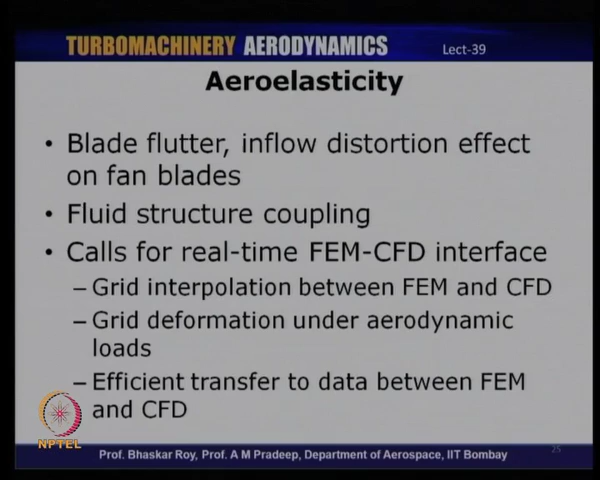 TURBOMACHINERY AERODYNAMICS Lect-39
Aeroelasticity
• Blade flutter, inflow distortion effect
on fan blades
• Fluid structure coupling
• Calls for real-time FEM-CFD interface
– Grid interpolation between FEM and CFD
– Grid deformation under aerodynamic
loads
– Efficient transfer to data between FEM
and CFD
NPTEL
Prof. Bhaskar Roy, Prof. A M Pradeep, Department of Aerospace, IIT Bombay
25